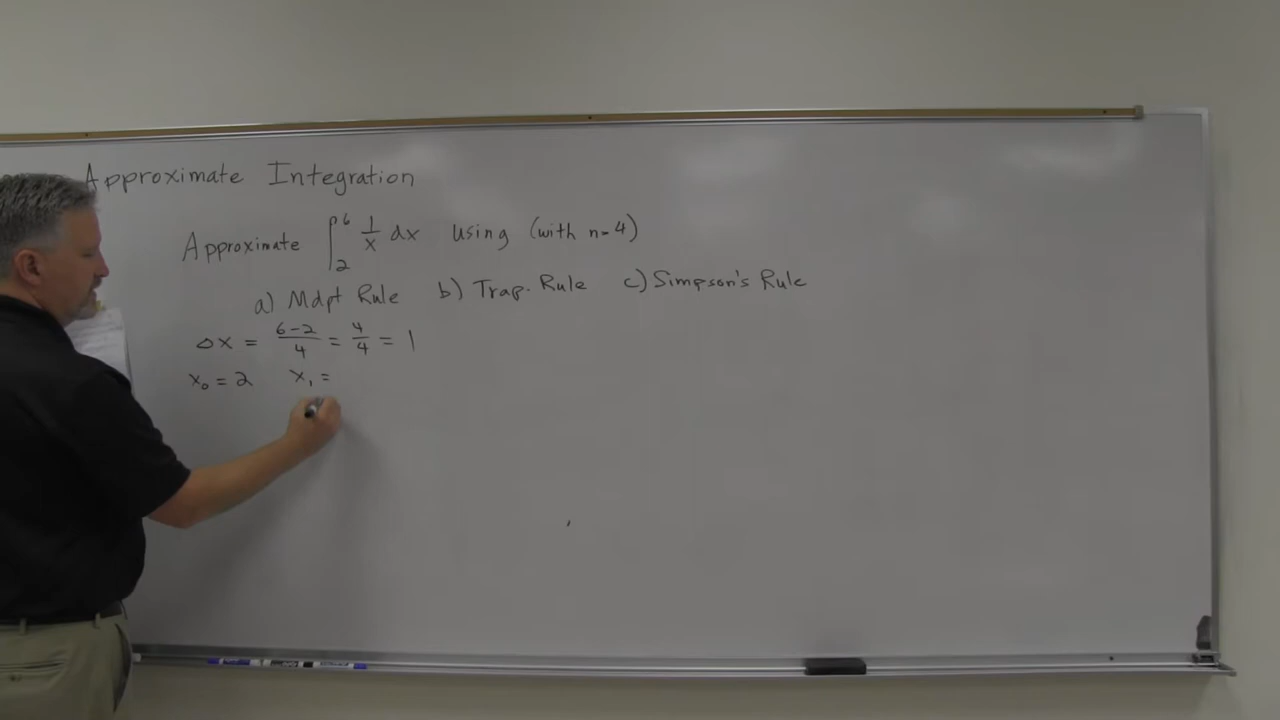 Approximate Integration
Approximate ∫₂⁶ 1/x dx using (with n=4)
a) Mdpt Rule b) Trap. Rule c) Simpson's Rule
Δx = (6-2)/4 = 4/4 = 1
x₀ = 2 x₁ =